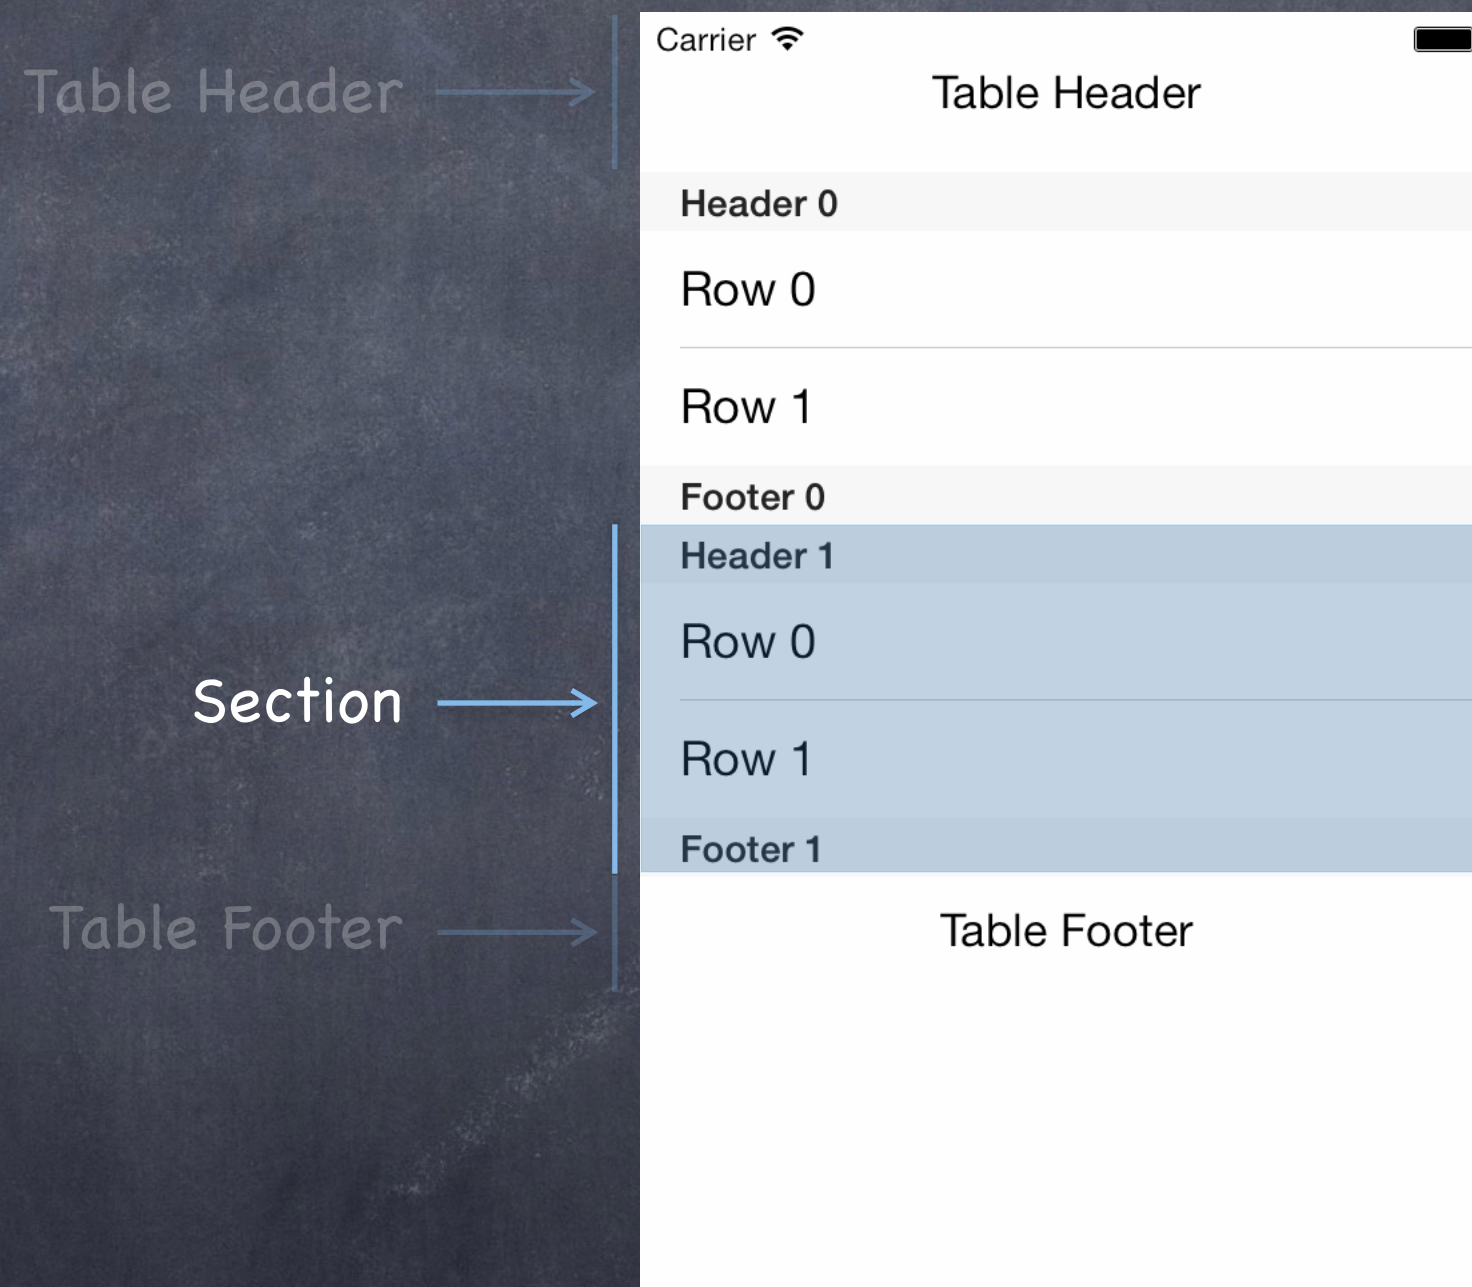 Carrier
Table Header
Table Header
Header 0
Row 0
Row 1
Footer 0
Header 1
Row 0
Section
Row 1
Footer 1
Table Footer
Table Footer